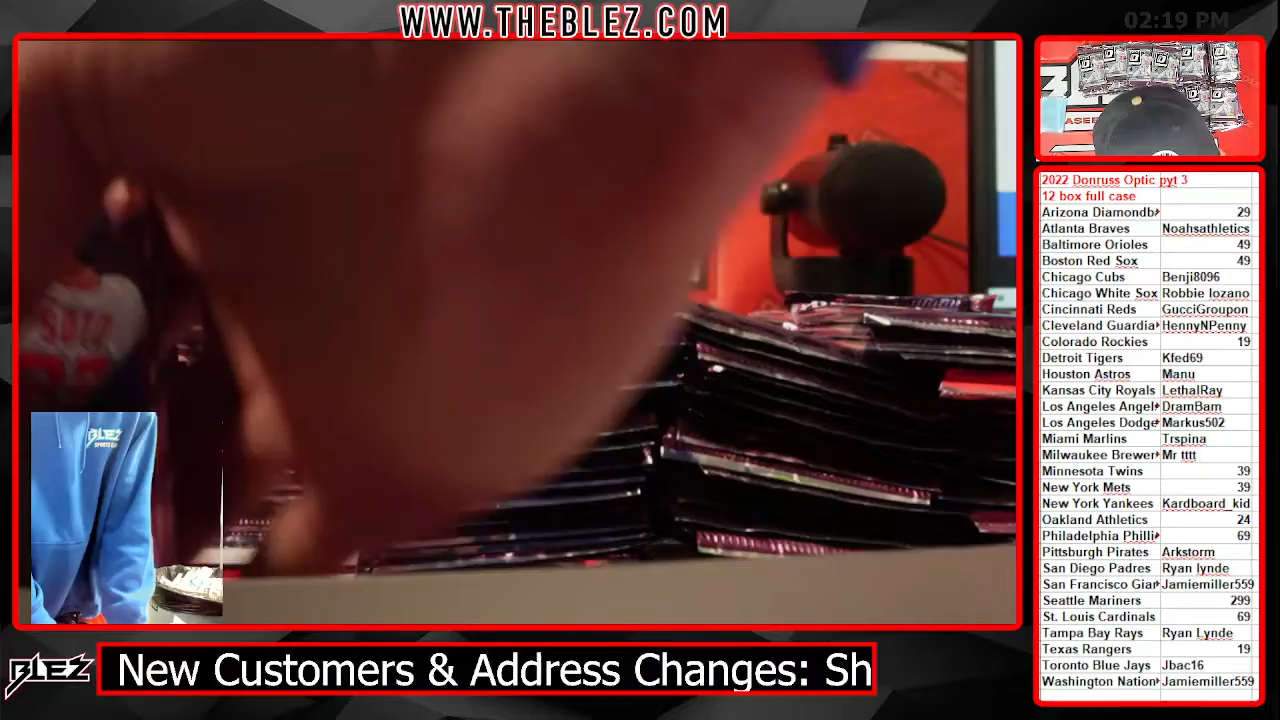 WWW.THEBLEZ.COM
02:19 PM
2022 Donruss Optic pyt 3
12 box full case
Arizona Diamondb 29
Atlanta Braves Noahsathletics
Baltimore Orioles 49
Boston Red Sox 49
Chicago Cubs Benji8096
Chicago White Sox Robbie lozano
Cincinnati Reds GucciGroupon
Cleveland Guardia HennyNPenny
Colorado Rockies 19
Detroit Tigers Kfed69
Houston Astros Manu
Kansas City Royals LethalRay
Los Angeles Angel DramBam
Los Angeles Dodge Markus502
Miami Marlins Trspina
Milwaukee Brewer Mr tttt
Minnesota Twins 39
New York Mets 39
New York Yankees Kardboard_kid
Oakland Athletics 24
Philadelphia Philli 69
Pittsburgh Pirates Arkstorm
San Diego Padres Ryan lynde
San Francisco Gian Jamiemiller559
Seattle Mariners 299
St. Louis Cardinals 69
Tampa Bay Rays Ryan Lynde
Texas Rangers 19
Toronto Blue Jays Jbac16
Washington Nation Jamiemiller559
BLEZ
BLEZ New Customers & Address Changes: Sh